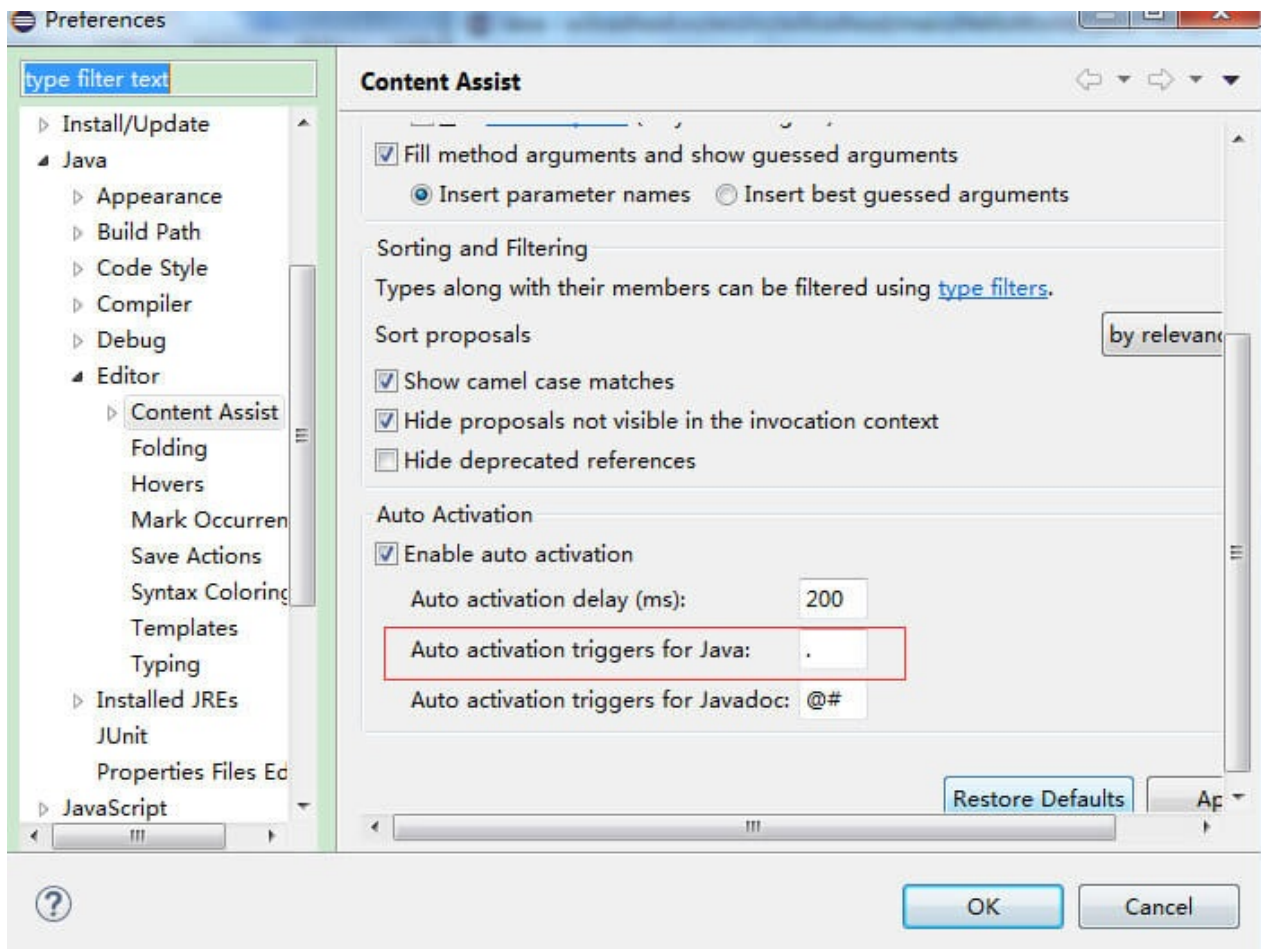 Preferences
type filter text
Install/Update
Java
Appearance
Build Path
Code Style
Compiler
Debug
Editor
Content Assist
Folding
Hovers
Mark Occurren
Save Actions
Syntax Coloring
Templates
Typing
Installed JREs
JUnit
Properties Files Ed
JavaScript
Content Assist
Fill method arguments and show guessed arguments
Insert parameter names Insert best guessed arguments
Sorting and Filtering
Types along with their members can be filtered using type filters.
Sort proposals by relevanc
Show camel case matches
Hide proposals not visible in the invocation context
Hide deprecated references
Auto Activation
Enable auto activation
Auto activation delay (ms): 200
Auto activation triggers for Java: .
Auto activation triggers for Javadoc: @#
Restore Defaults Ap
OK Cancel